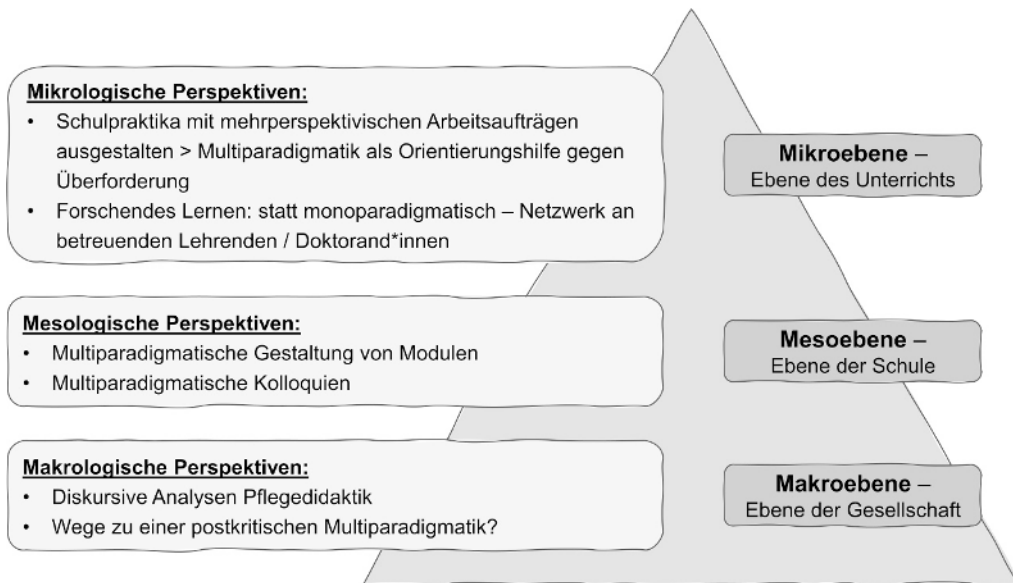 Mikrologische Perspektiven:
• Schulpraktika mit mehrperspektivischen Arbeitsaufträgen
ausgestalten > Multiparadigmatik als Orientierungshilfe gegen
Überforderung
• Forschendes Lernen: statt monoparadigmatisch – Netzwerk an
betreuenden Lehrenden / Doktorand*innen
Mikroebene –
Ebene des Unterrichts
Mesologische Perspektiven:
• Multiparadigmatische Gestaltung von Modulen
• Multiparadigmatische Kolloquien
Mesoebene –
Ebene der Schule
Makrologische Perspektiven:
• Diskursive Analysen Pflegedidaktik
• Wege zu einer postkritischen Multiparadigmatik?
Makroebene –
Ebene der Gesellschaft